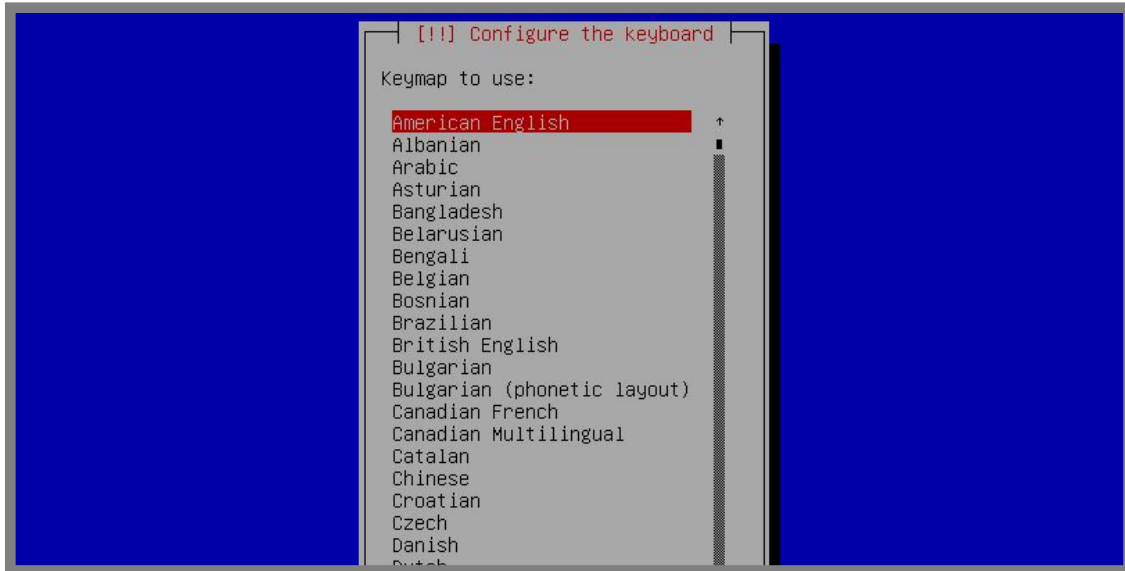 [!!] Configure the keyboard
Keymap to use:
American English
Albanian
Arabic
Asturian
Bangladesh
Belarusian
Bengali
Belgian
Bosnian
Brazilian
British English
Bulgarian
Bulgarian (phonetic layout)
Canadian French
Canadian Multilingual
Catalan
Chinese
Croatian
Czech
Danish